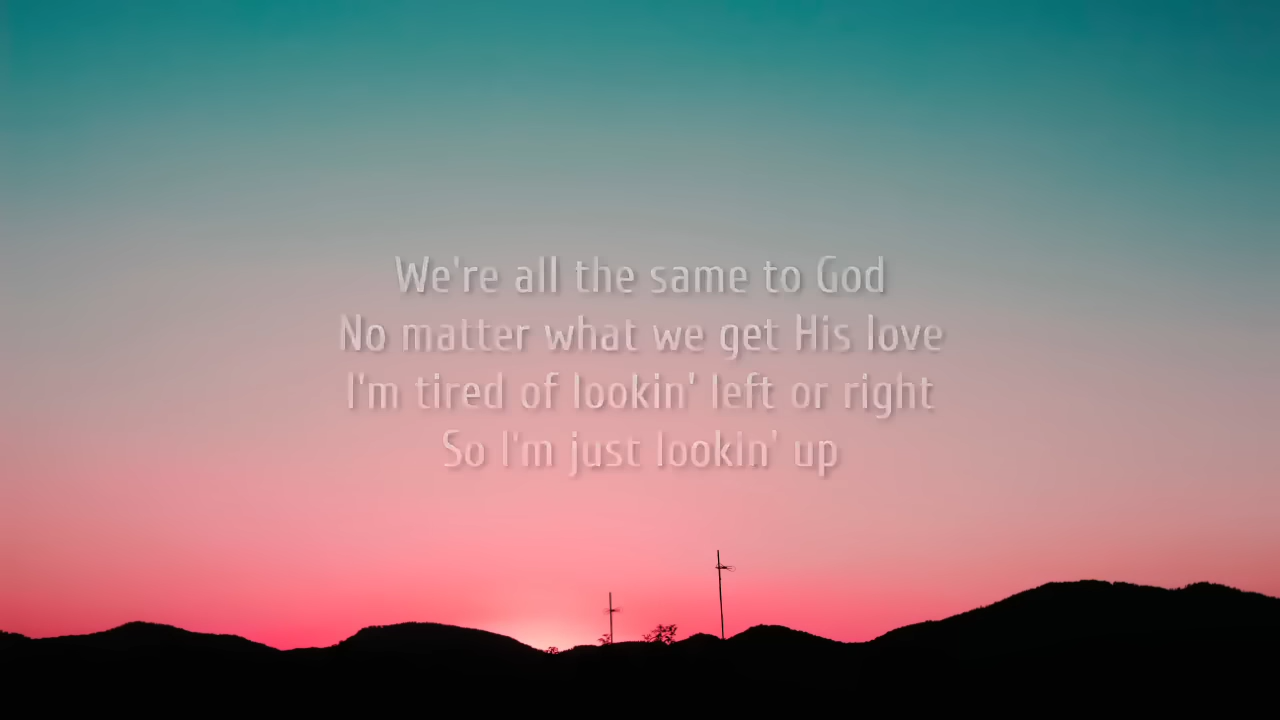 We're all the same to God
No matter what we get His love
I'm tired of lookin' left or right
So I'm just lookin' up